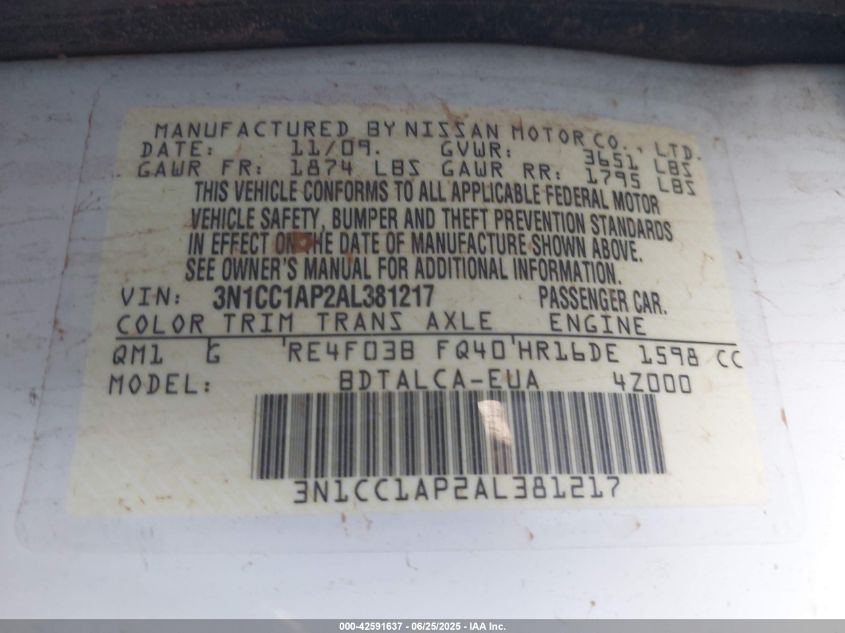 MANUFACTURED BY NISSAN MOTOR CO., LTD.
DATE: 11/09. GVWR: 3651 LBS
GAWR FR: 1874 LBS GAWR RR: 1795 LBS
THIS VEHICLE CONFORMS TO ALL APPLICABLE FEDERAL MOTOR
VEHICLE SAFETY, BUMPER AND THEFT PREVENTION STANDARDS
IN EFFECT ON THE DATE OF MANUFACTURE SHOWN ABOVE.
SEE OWNER'S MANUAL FOR ADDITIONAL INFORMATION.
VIN: 3N1CC1AP2AL381217 PASSENGER CAR.
COLOR TRIM TRANS AXLE ENGINE
QM1 G RE4F03B FQ40 HR16DE 1598 CC
MODEL: BDTALCA-EUA 4Z000
3N1CC1AP2AL381217
000-42591637 - 06/25/2025 - IAA Inc.